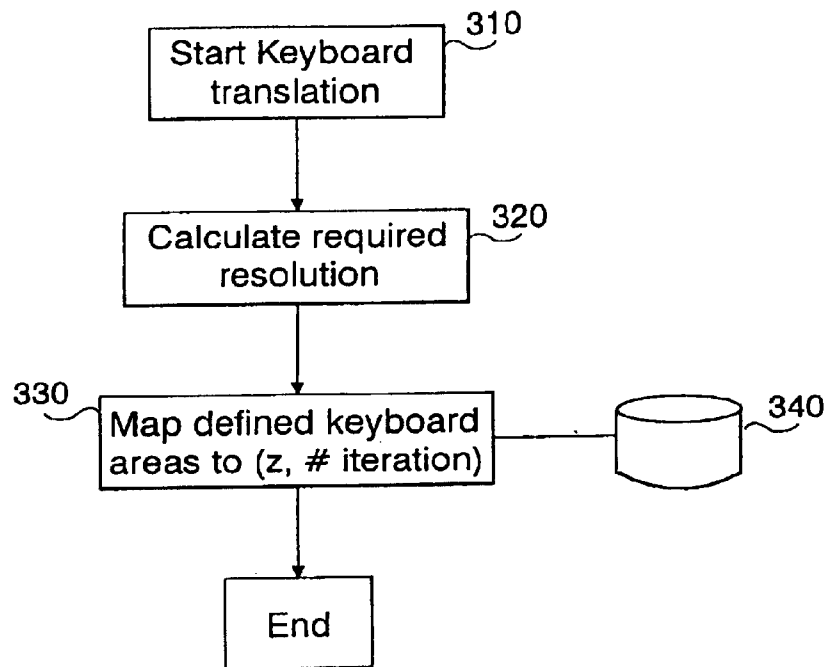 310
Start Keyboard
translation
320
Calculate required
resolution
330
Map defined keyboard
areas to (z, # iteration)
340
End